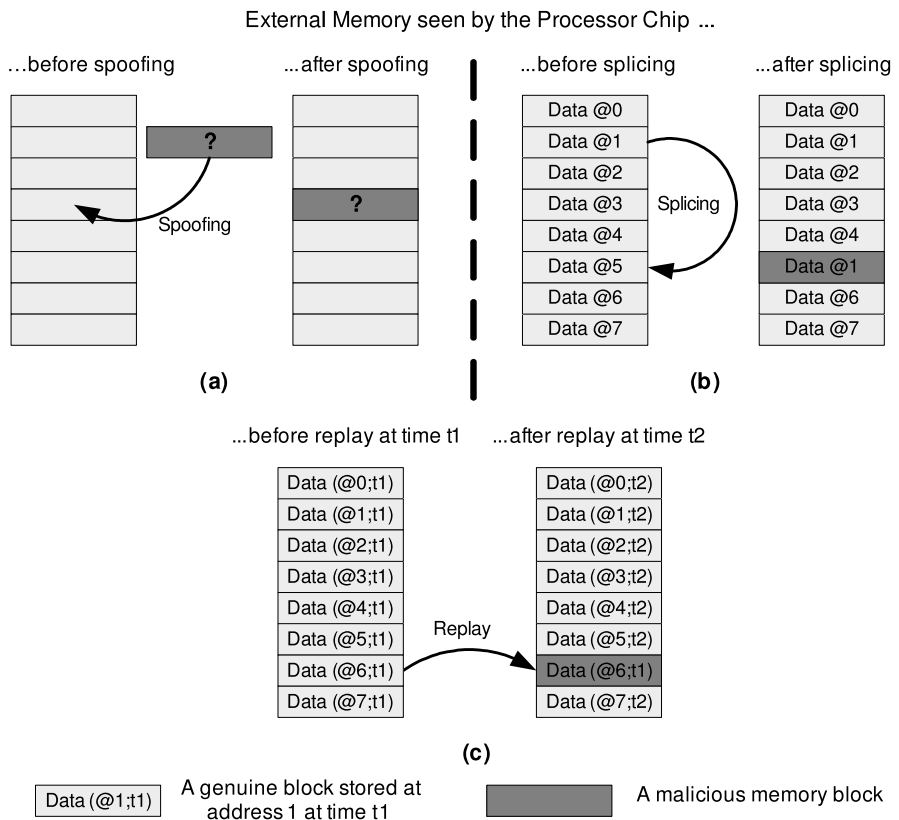 External Memory seen by the Processor Chip ...
...before spoofing
...after spoofing
?
?
Spoofing
(a)
...before splicing
...after splicing
Data @0
Data @1
Data @2
Data @3
Data @4
Data @5
Data @6
Data @7
Splicing
Data @0
Data @1
Data @2
Data @3
Data @4
Data @1
Data @6
Data @7
(b)
...before replay at time t1
...after replay at time t2
Data (@0;t1)
Data (@1;t1)
Data (@2;t1)
Data (@3;t1)
Data (@4;t1)
Data (@5;t1)
Data (@6;t1)
Data (@7;t1)
Replay
Data (@0;t2)
Data (@1;t2)
Data (@2;t2)
Data (@3;t2)
Data (@4;t2)
Data (@5;t2)
Data (@6;t1)
Data (@7;t2)
(c)
Data (@1;t1)
A genuine block stored at
address 1 at time t1
A malicious memory block